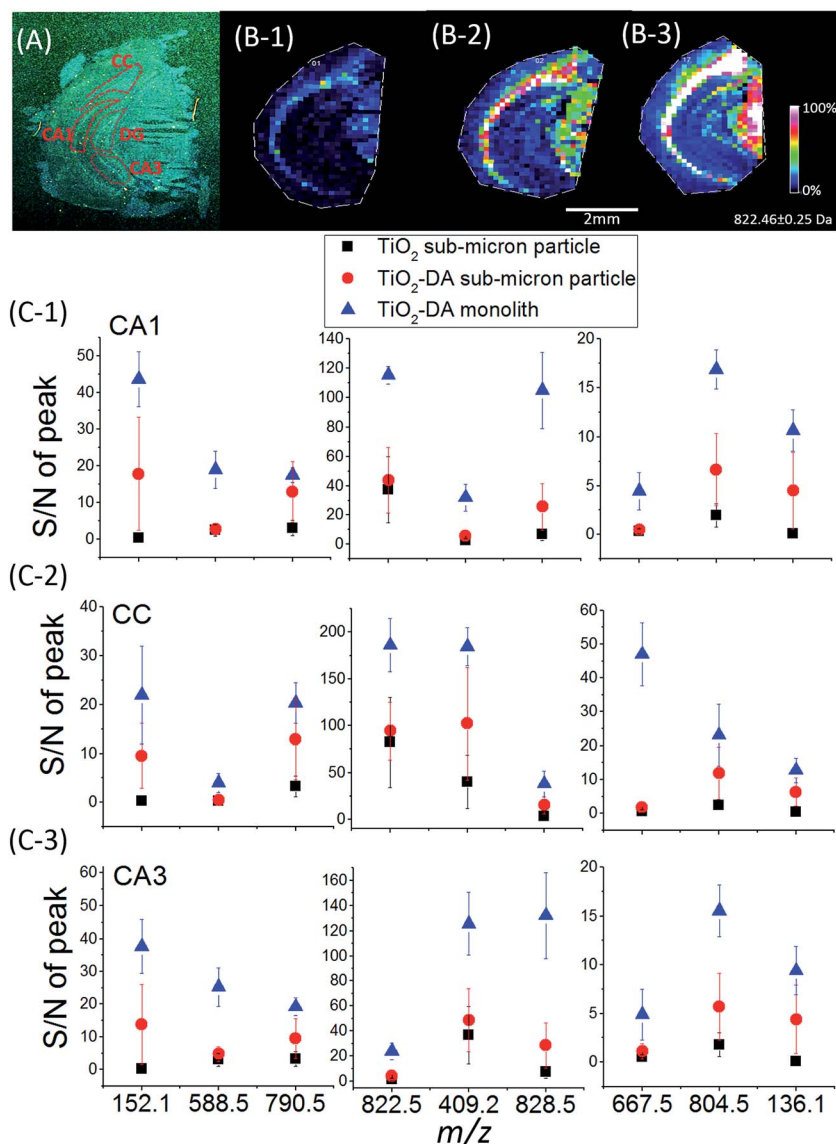 (A)
CC
CA1
DG
CA3
(B-1)
01
(B-2)
02
(B-3)
17
100%
0%
2mm
822.46±0.25 Da
TiO2 sub-micron particle
TiO2-DA sub-micron particle
TiO2-DA monolith
(C-1)
CA1
S/N of peak
50
40
30
20
10
0
140
120
100
80
60
40
20
0
20
15
10
5
0
(C-2)
CC
S/N of peak
40
30
20
10
0
200
150
100
50
0
60
50
40
30
20
10
0
(C-3)
CA3
S/N of peak
60
50
40
30
20
10
0
160
140
120
100
80
60
40
20
0
20
15
10
5
0
152.1 588.5 790.5 822.5 409.2 828.5 667.5 804.5 136.1
m/z